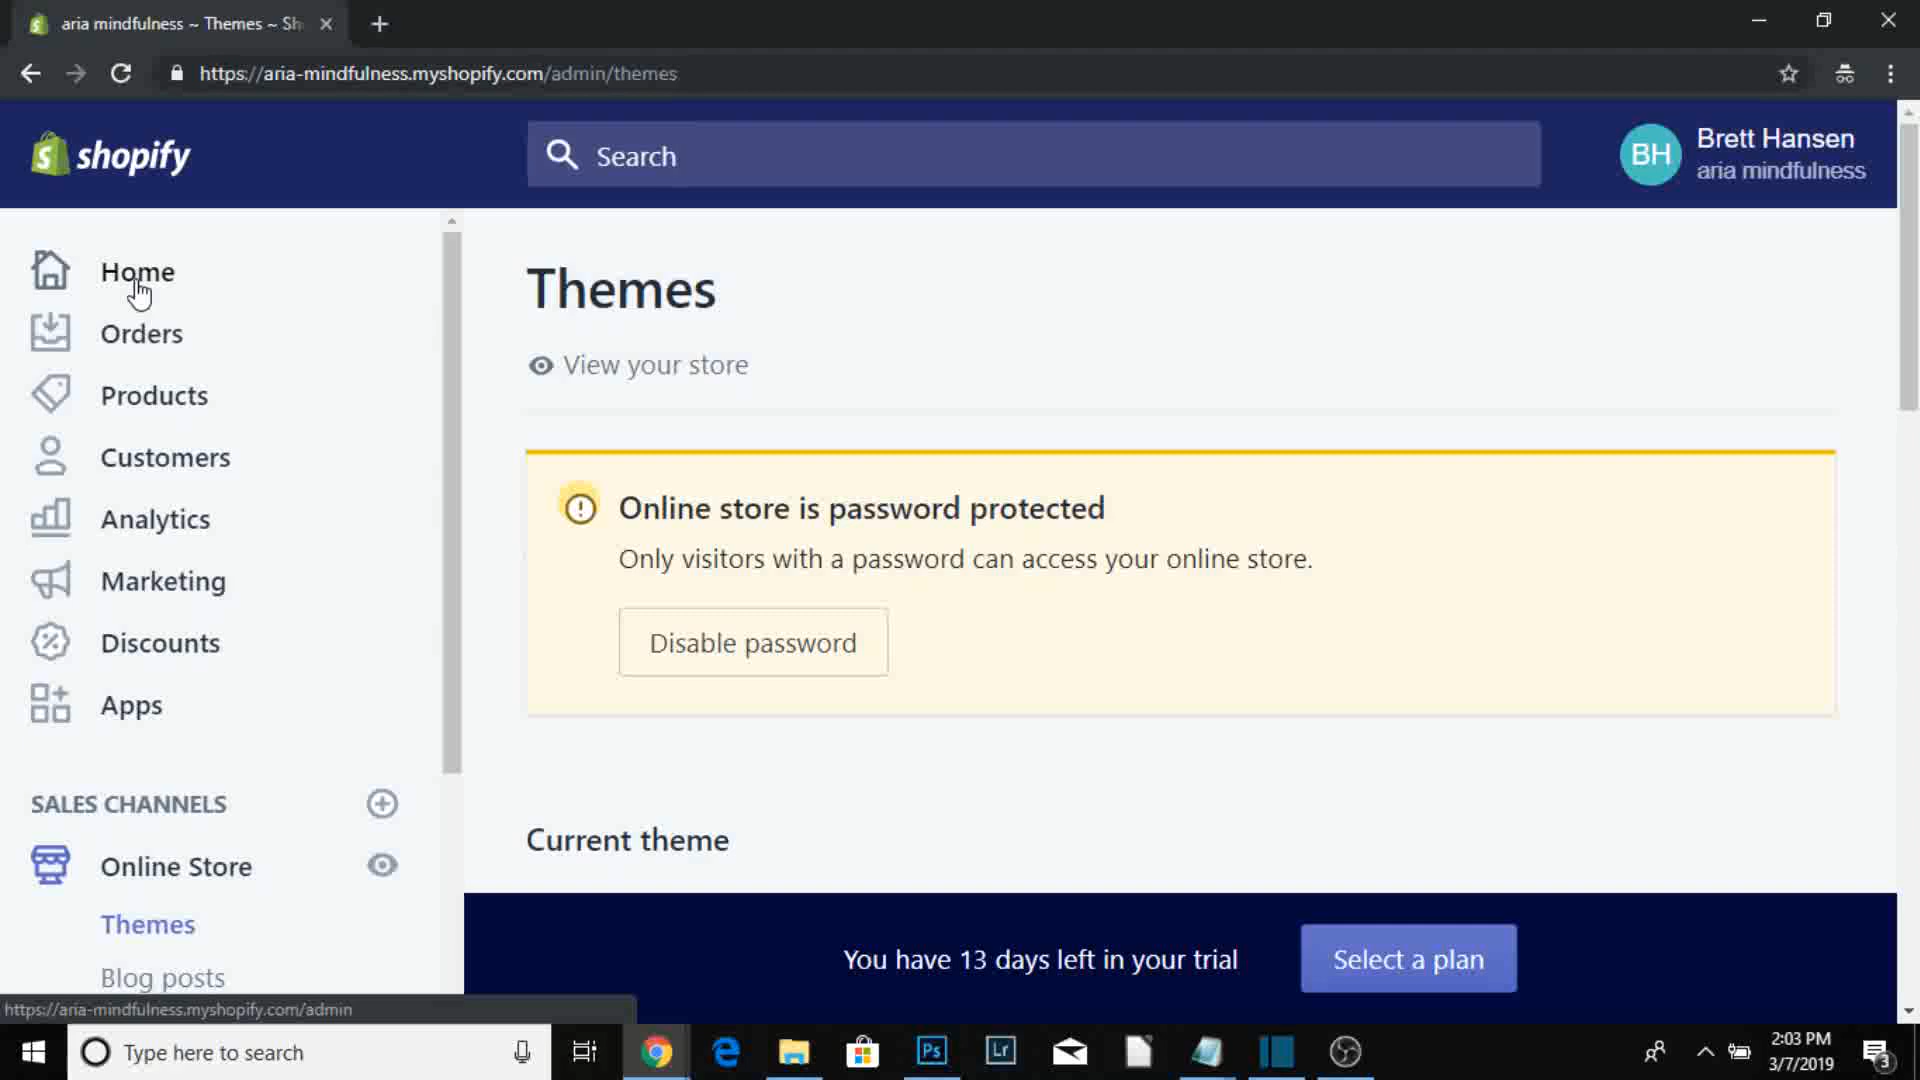 aria mindfulness ~ Themes ~ Sh
https://aria-mindfulness.myshopify.com/admin/themes
shopify
Search
BH
Brett Hansen
aria mindfulness
Home
Orders
Products
Customers
Analytics
Marketing
Discounts
Apps
SALES CHANNELS
Online Store
Themes
Blog posts
Themes
View your store
Online store is password protected
Only visitors with a password can access your online store.
Disable password
Current theme
You have 13 days left in your trial
Select a plan
https://aria-mindfulness.myshopify.com/admin
Type here to search
Ps
Lr
2:03 PM
3/7/2019
3